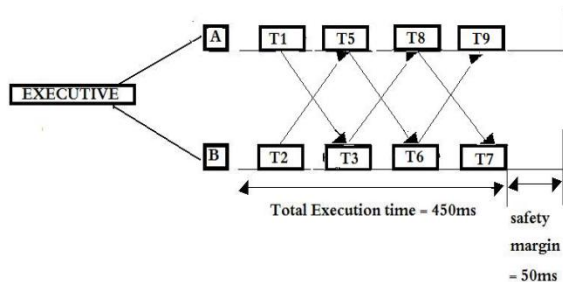 A T1 T5 T8 T9
EXECUTIVE
B T2 T3 T6 T7
Total Execution time = 450ms
safety
margin
= 50ms